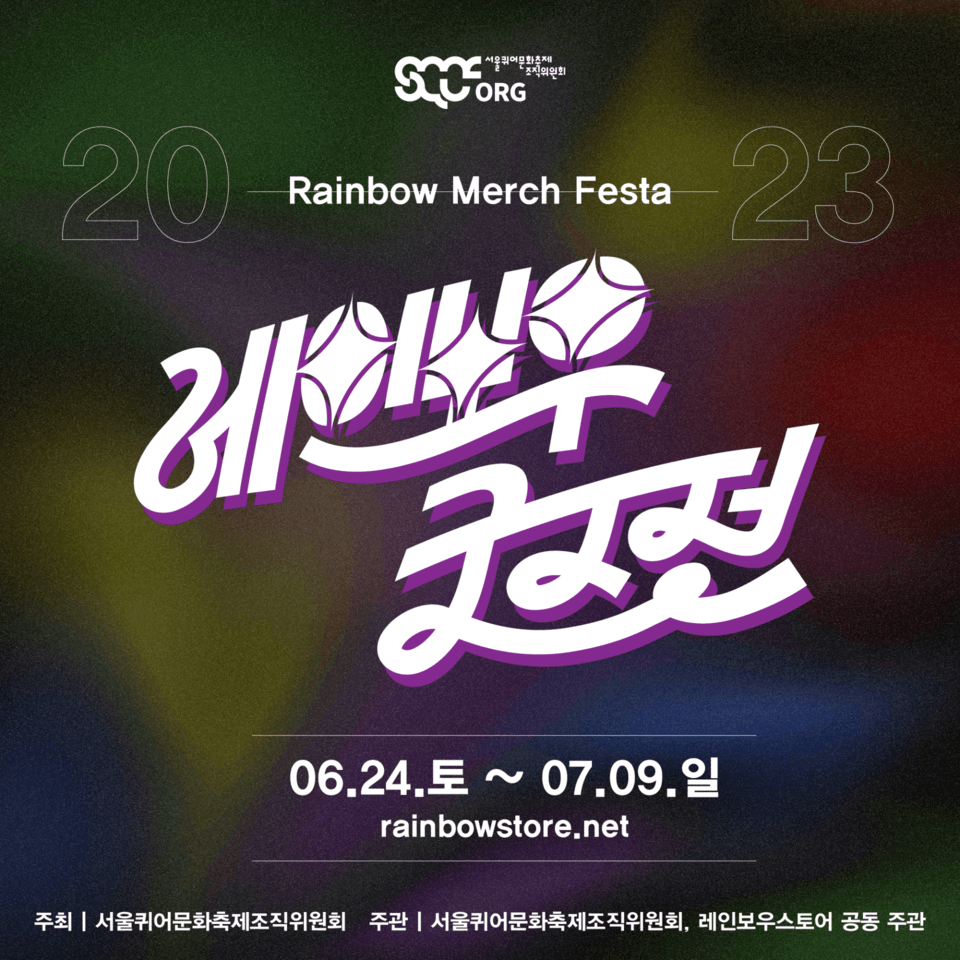 SQCF ORG 서울퀴어문화축제
조직위원회
20 23
Rainbow Merch Festa
레인보우
굿즈전
06.24.토 ~ 07.09.일
rainbowstore.net
주최 | 서울퀴어문화축제조직위원회 주관 | 서울퀴어문화축제조직위원회, 레인보우스토어 공동 주관